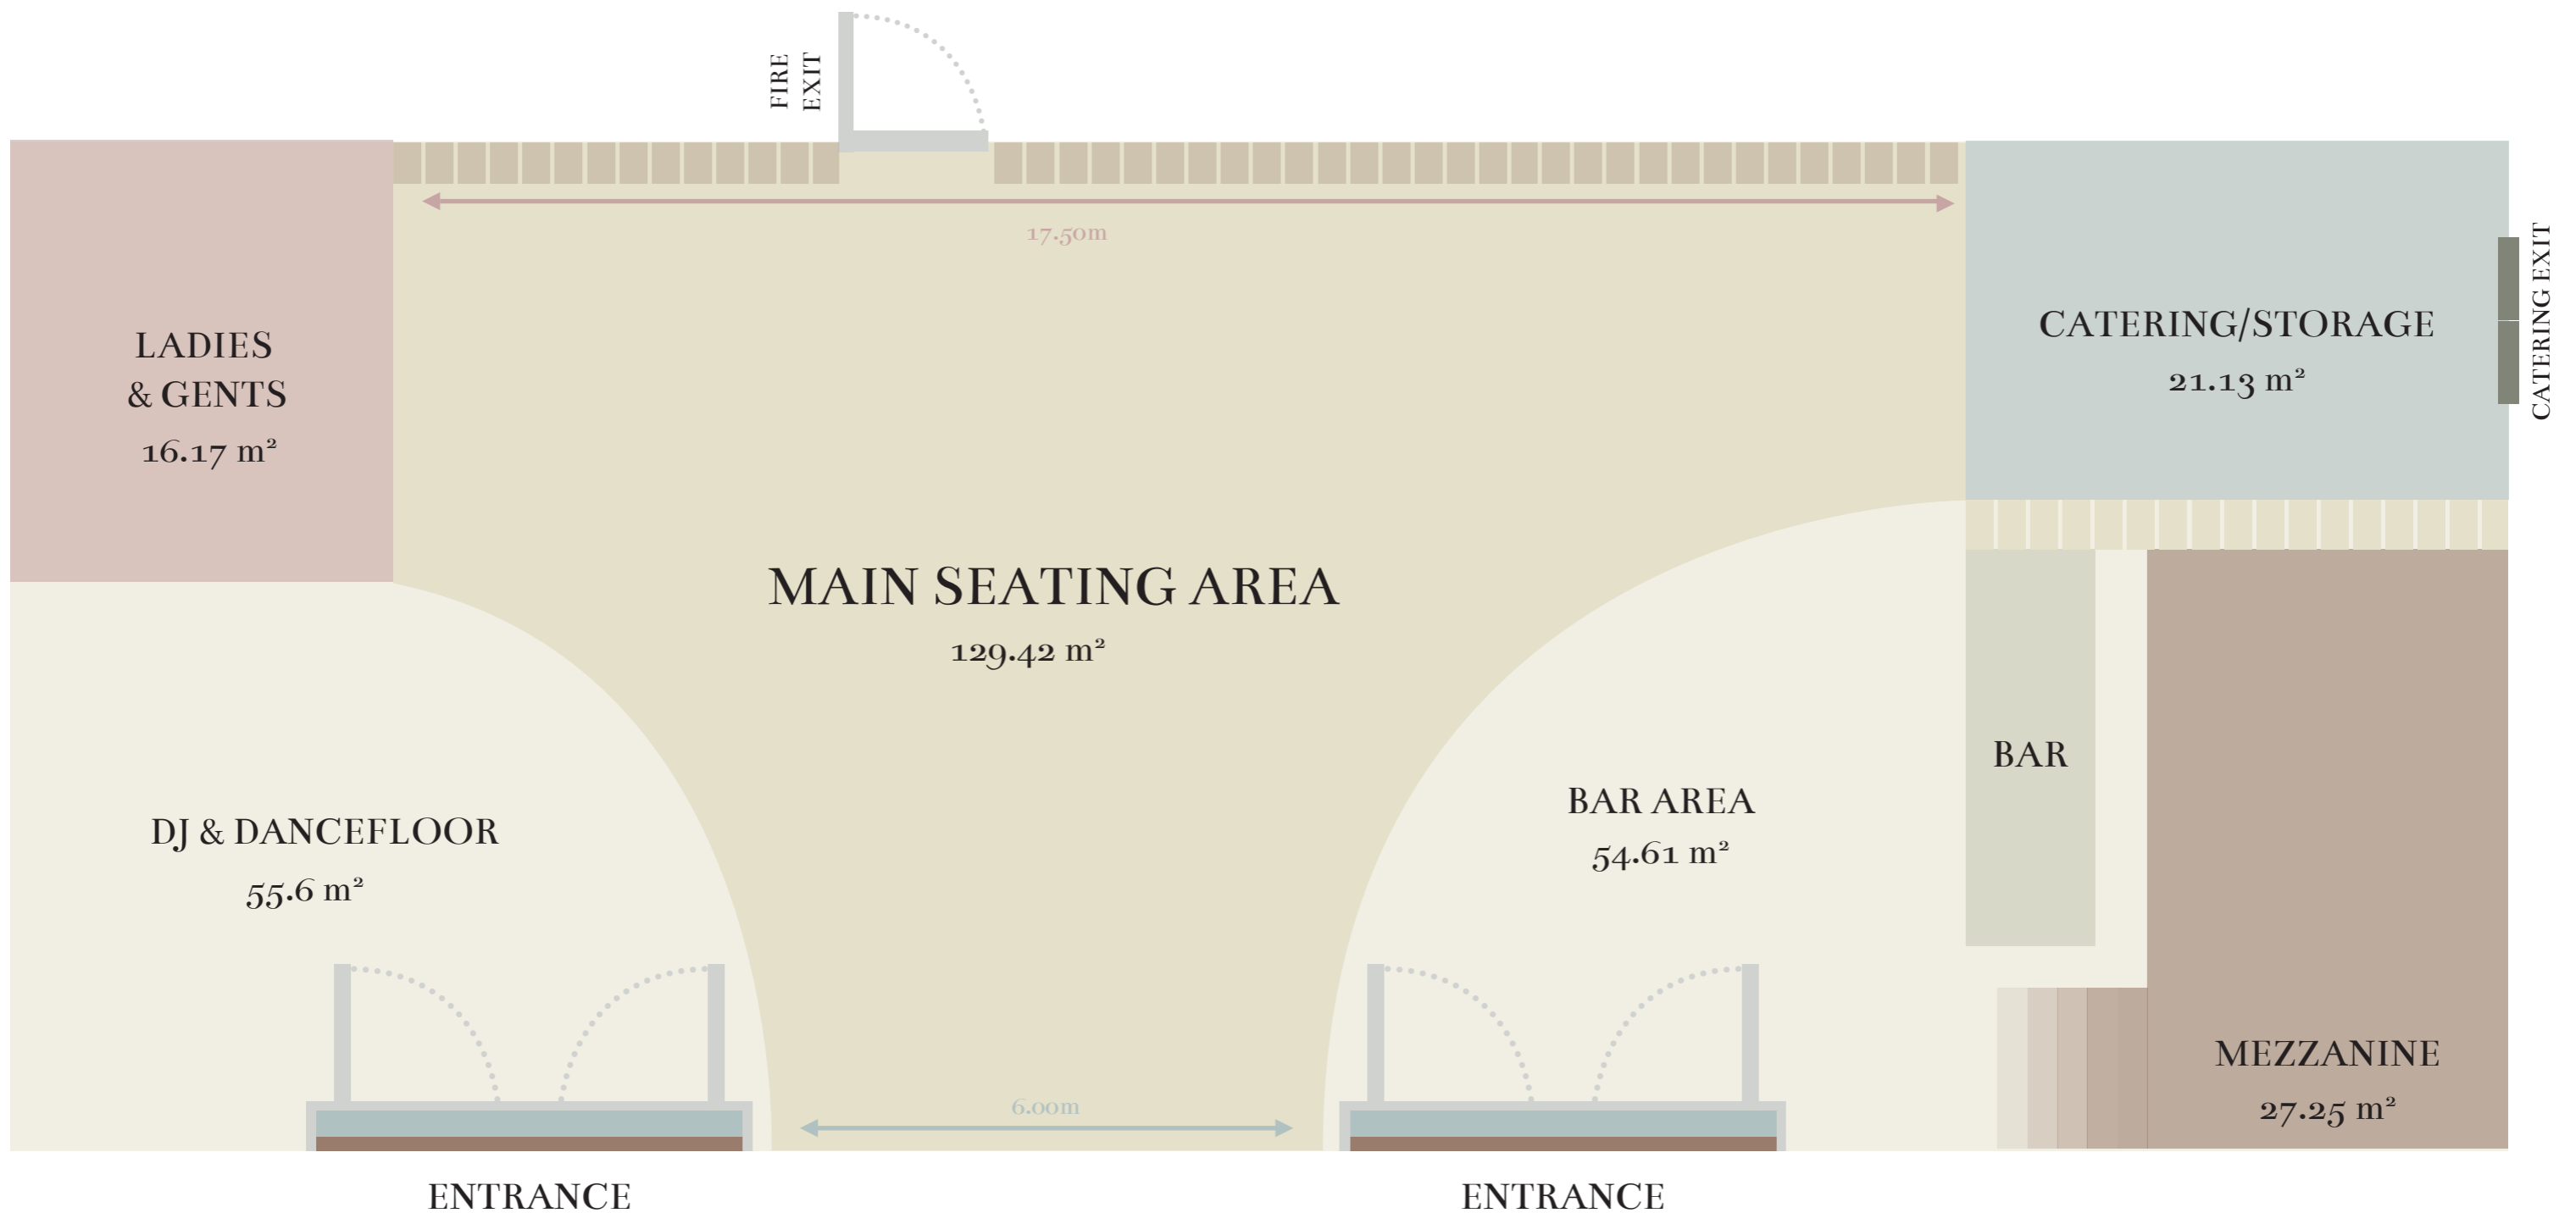 FIRE
EXIT
17.50m
LADIES
& GENTS
16.17 m²
CATERING/STORAGE
21.13 m²
CATERING EXIT
MAIN SEATING AREA
129.42 m²
BAR
DJ & DANCEFLOOR
55.6 m²
BAR AREA
54.61 m²
MEZZANINE
27.25 m²
6.00m
ENTRANCE
ENTRANCE